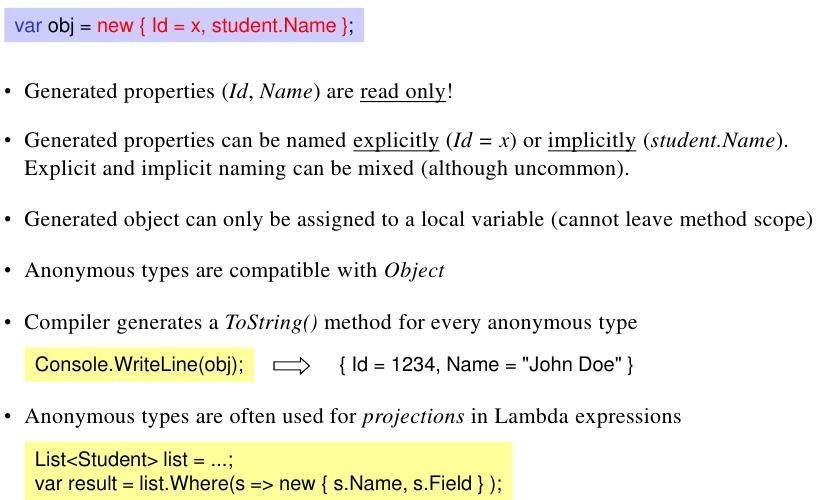 var obj = new { Id = x, student.Name };
• Generated properties (Id, Name) are read only!
• Generated properties can be named explicitly (Id = x) or implicitly (student.Name).
Explicit and implicit naming can be mixed (although uncommon).
• Generated object can only be assigned to a local variable (cannot leave method scope)
• Anonymous types are compatible with Object
• Compiler generates a ToString() method for every anonymous type
Console.WriteLine(obj); ⇨ { Id = 1234, Name = "John Doe" }
• Anonymous types are often used for projections in Lambda expressions
List<Student> list = ...;
var result = list.Where(s => new { s.Name, s.Field } );